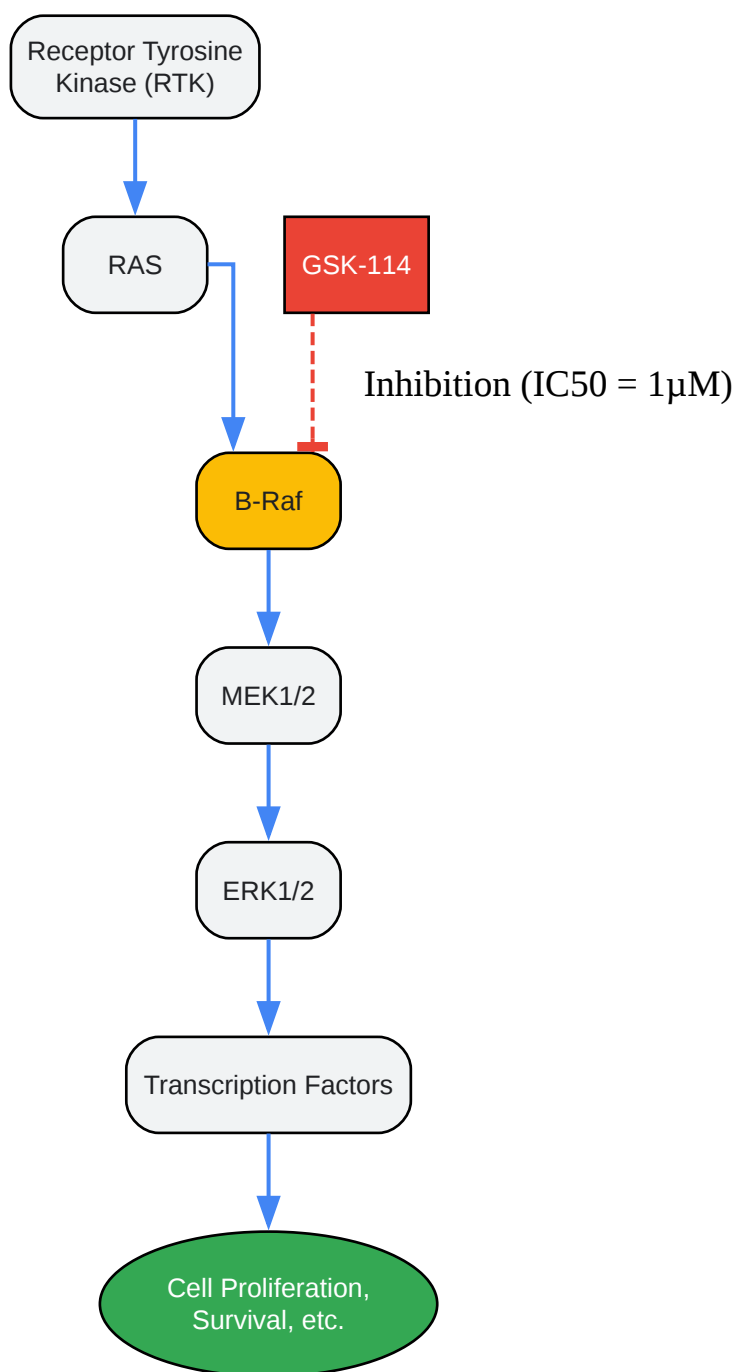 Receptor Tyrosine
Kinase (RTK)
RAS
GSK-114
Inhibition (IC50 = 1µM)
B-Raf
MEK1/2
ERK1/2
Transcription Factors
Cell Proliferation,
Survival, etc.